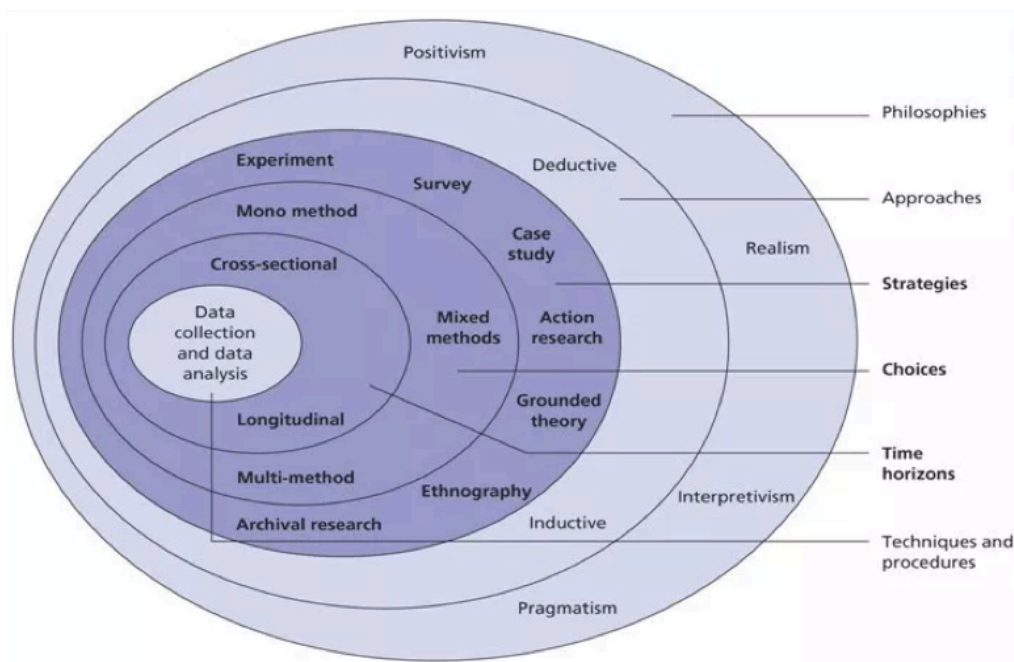 Positivism
Philosophies
Experiment
Deductive
Survey
Approaches
Mono method
Case
study
Realism
Cross-sectional
Strategies
Data
collection
and data
analysis
Mixed
methods
Action
research
Choices
Longitudinal
Grounded
theory
Time
horizons
Multi-method
Ethnography
Interpretivism
Archival research
Inductive
Techniques and
procedures
Pragmatism